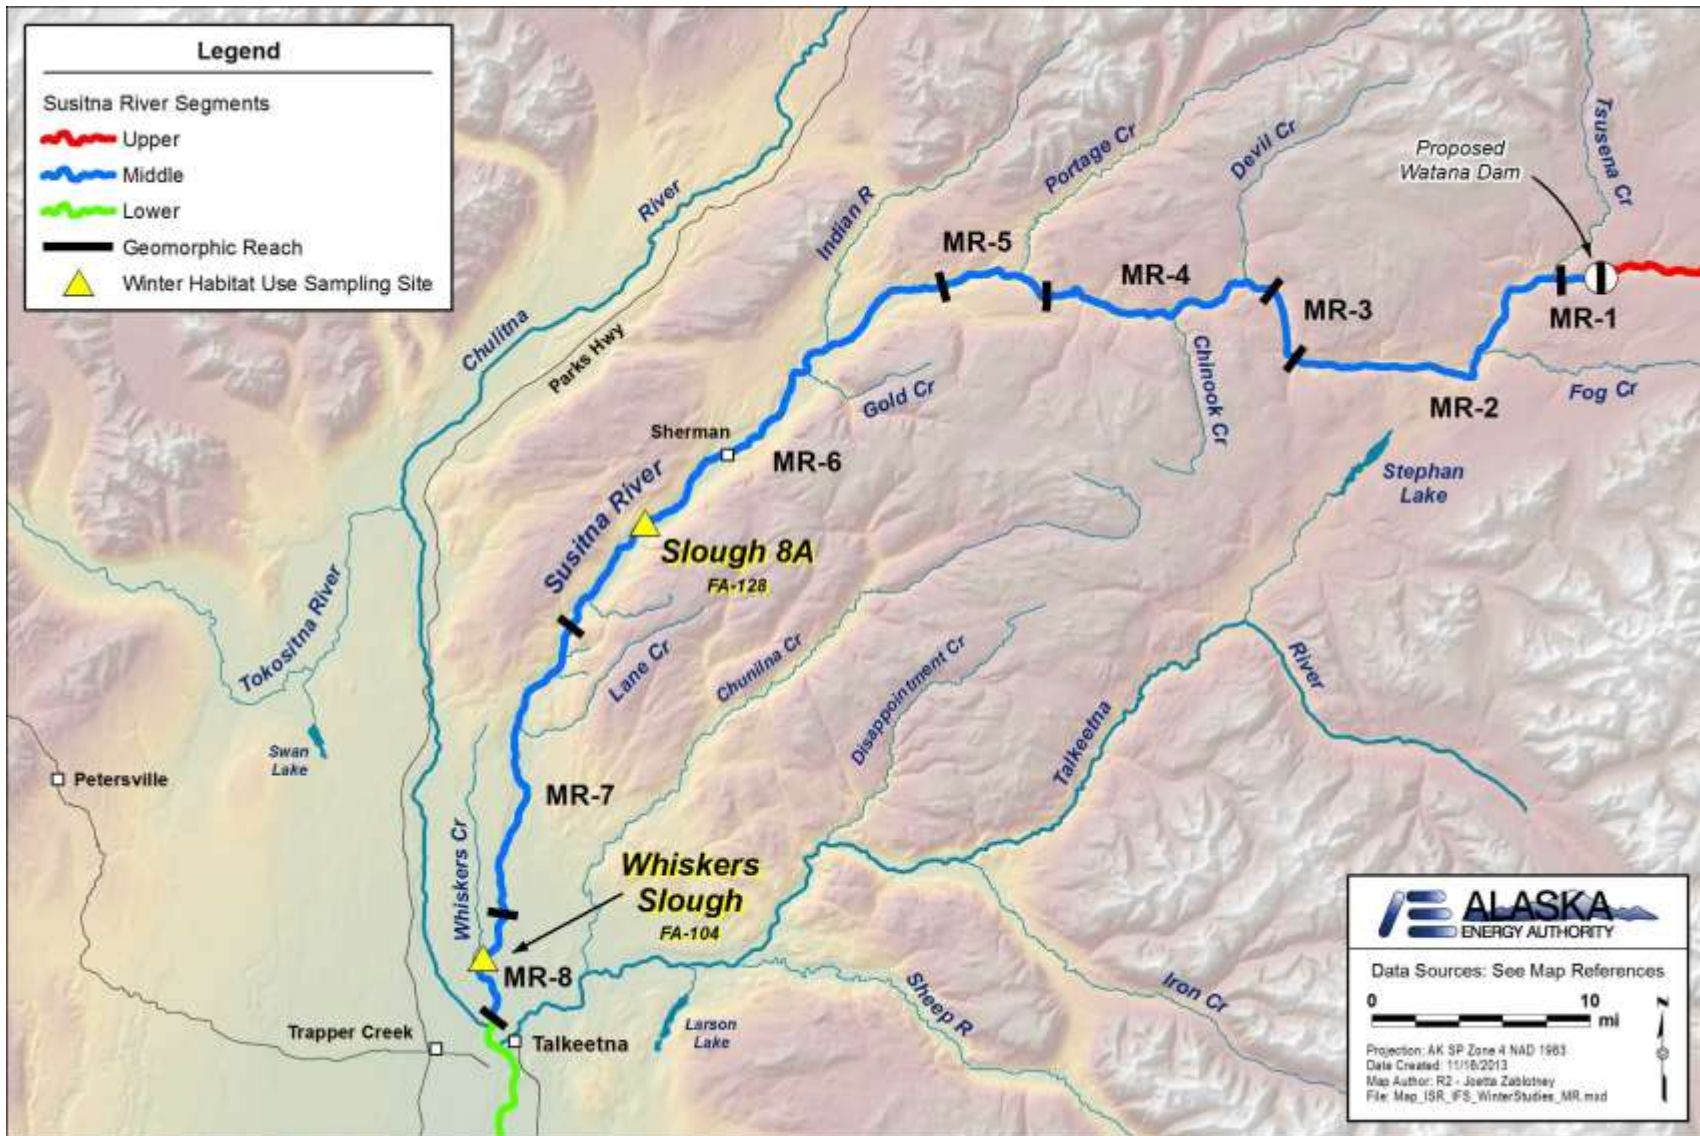 Legend
Susitna River Segments
Upper
Middle
Lower
Geomorphic Reach
Winter Habitat Use Sampling Site
Chulitna
River
Parks Hwy
Indian R
Portage Cr
Devil Cr
Tsusena Cr
Proposed
Watana Dam
MR-5
MR-4
MR-3
MR-1
MR-2
Fog Cr
Chinook Cr
Gold Cr
Sherman
MR-6
Susitna River
Stephan
Lake
Slough 8A
FA-128
Tokositna River
Lane Cr
Chunilna Cr
Disappointment Cr
Talkeetna
River
Swan
Lake
Petersville
MR-7
Whiskers Cr
Whiskers
Slough
FA-104
MR-8
Sheep R
Iron Cr
Larson
Lake
Trapper Creek
Talkeetna
ALASKA
ENERGY AUTHORITY
Data Sources: See Map References
0 10
mi
N
Projection: AK SP Zone 4 NAD 1983
Date Created: 11/18/2013
Map Author: R2 - Joetta Zablotney
File: Map_ISR_IFS_WinterStudies_MR.mxd